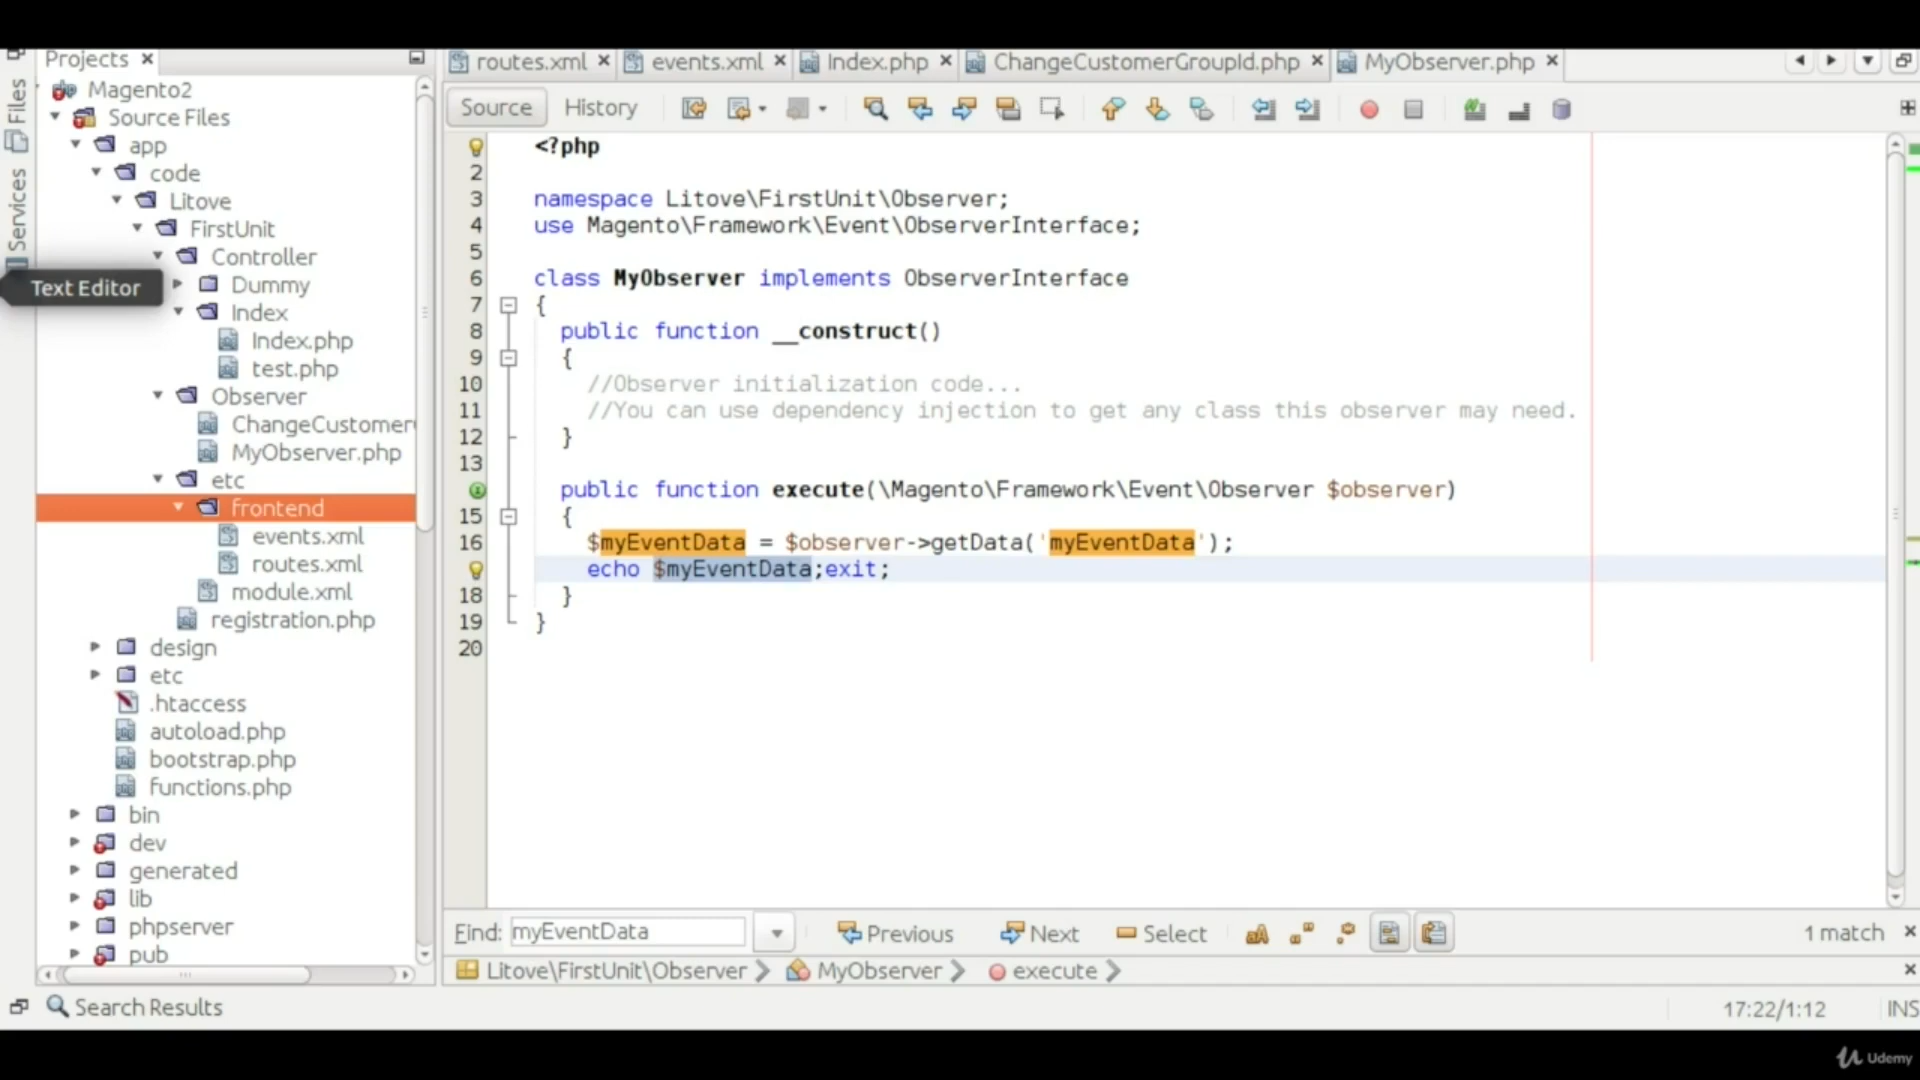 Projects
routes.xml
events.xml
Index.php
ChangeCustomerGroupId.php
MyObserver.php
Files
Services
Magento2
Source Files
app
code
Litove
FirstUnit
Controller
Dummy
Index
Index.php
test.php
Observer
ChangeCustomer
MyObserver.php
etc
frontend
events.xml
routes.xml
module.xml
registration.php
design
etc
.htaccess
autoload.php
bootstrap.php
functions.php
bin
dev
generated
lib
phpserver
pub
Text Editor
Source History
<?php
2
3 namespace Litove\FirstUnit\Observer;
4 use Magento\Framework\Event\ObserverInterface;
5
6 class MyObserver implements ObserverInterface
7 {
8 public function __construct()
9 {
10 //Observer initialization code...
11 //You can use dependency injection to get any class this observer may need.
12 }
13
public function execute(\Magento\Framework\Event\Observer $observer)
15 {
16 $myEventData = $observer->getData('myEventData');
echo $myEventData;exit;
18 }
19 }
20
Find: myEventData Previous Next Select 1 match
Litove\FirstUnit\Observer MyObserver execute
Search Results 17:22/1:12 INS
Udemy